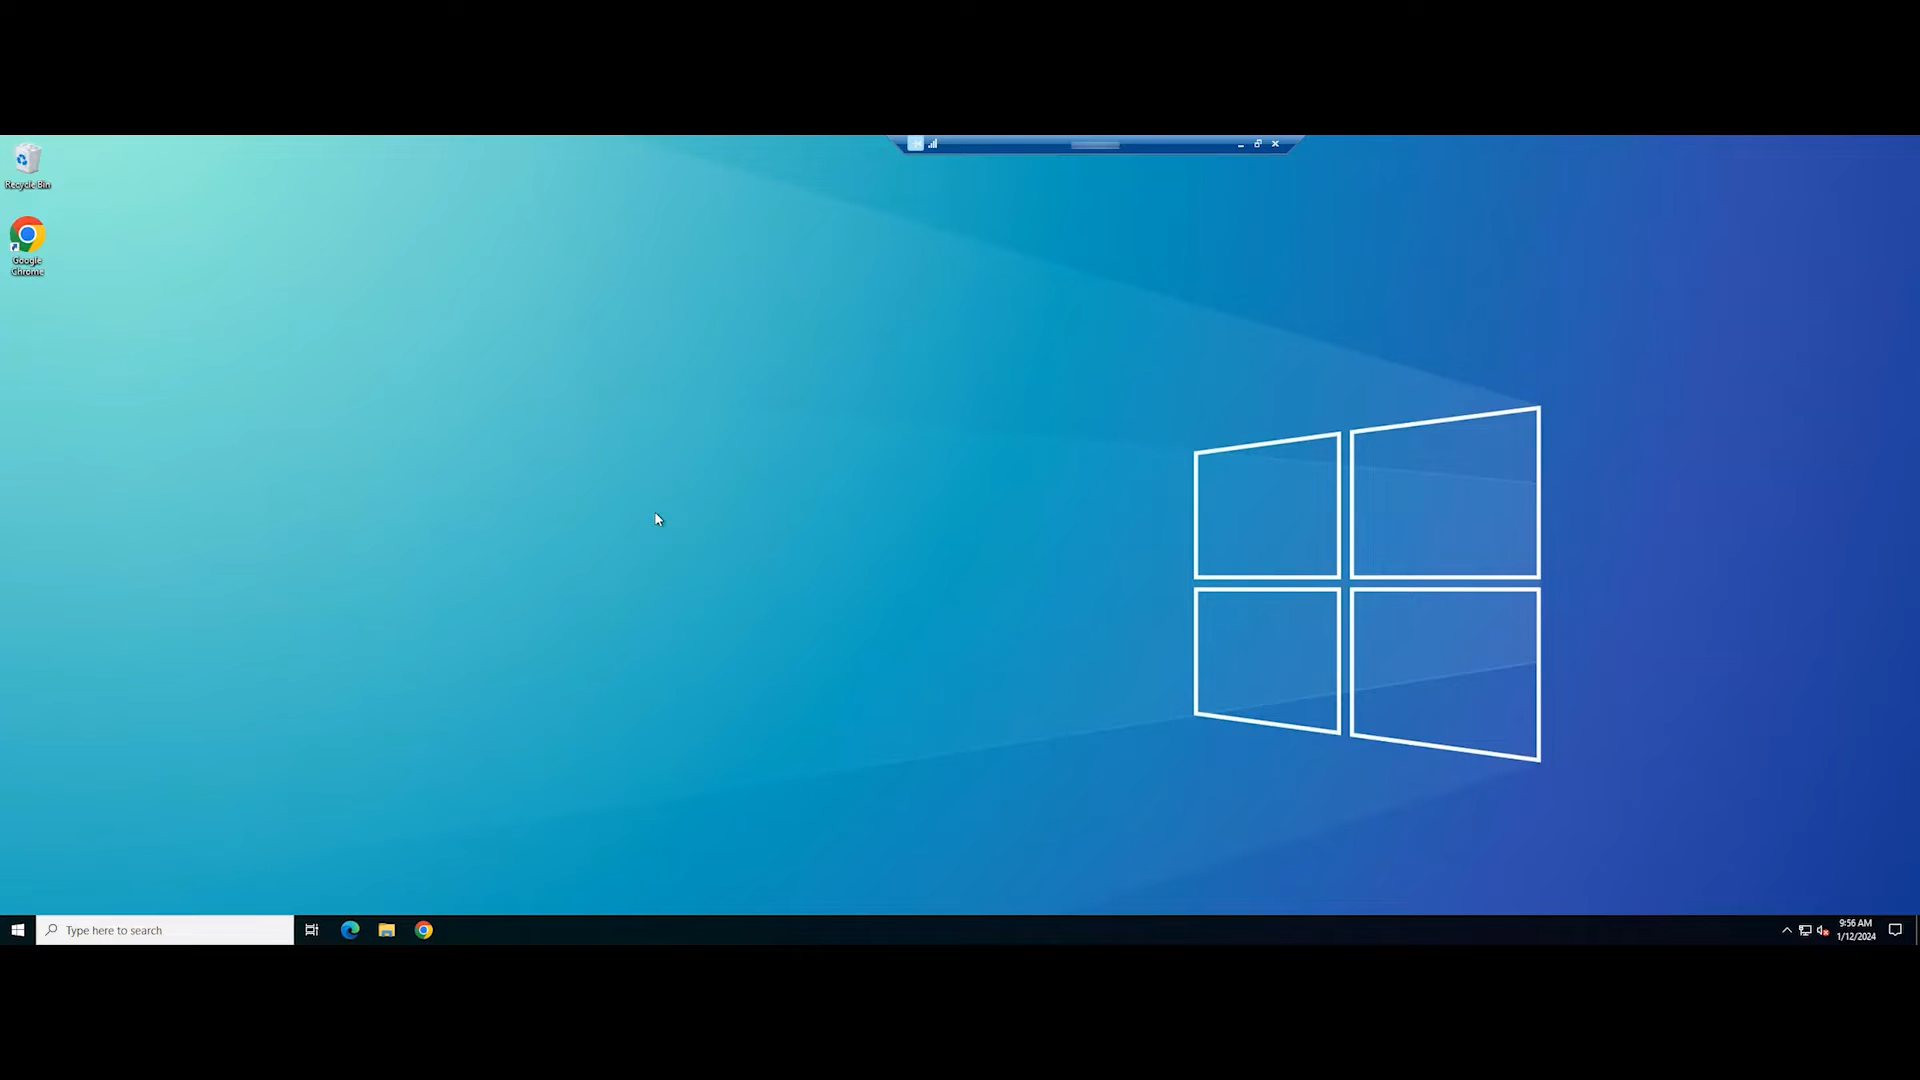 Recycle Bin
Google
Chrome
Type here to search
9:56 AM
1/12/2024